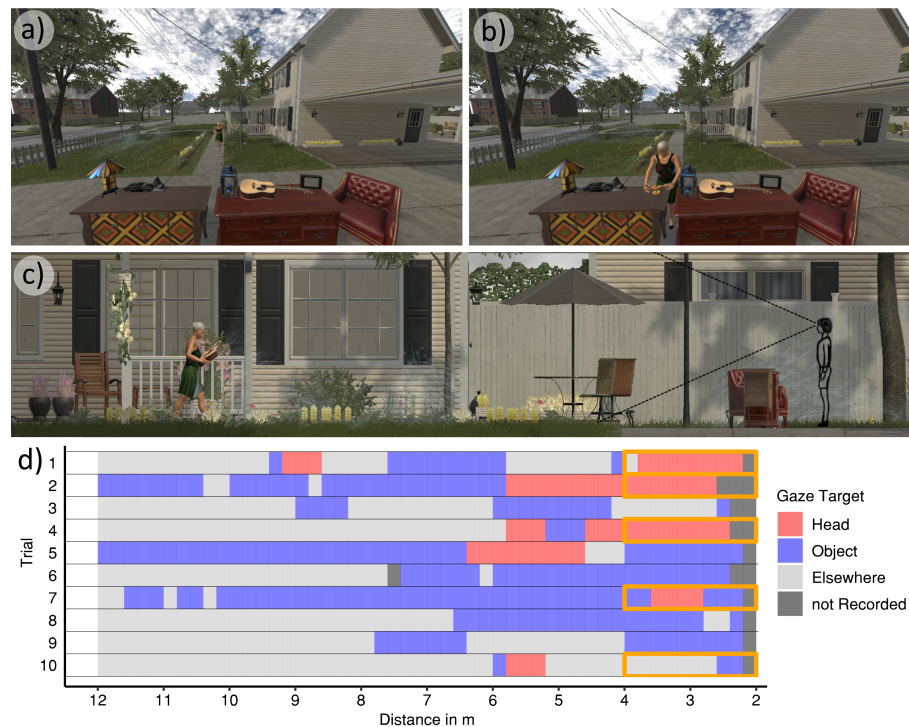 a)
b)
c)
d)
Trial
1
2
3
4
5
6
7
8
9
10
12
11
10
9
8
7
6
5
4
3
2
Distance in m
Gaze Target
Head
Object
Elsewhere
not Recorded